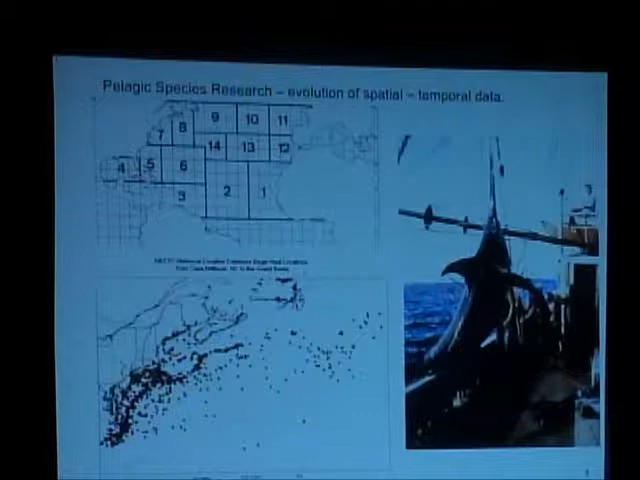 Pelagic Species Research – evolution of spatial – temporal data.
9 10 11
7 8
14 13 12
4 5 6
3 2 1